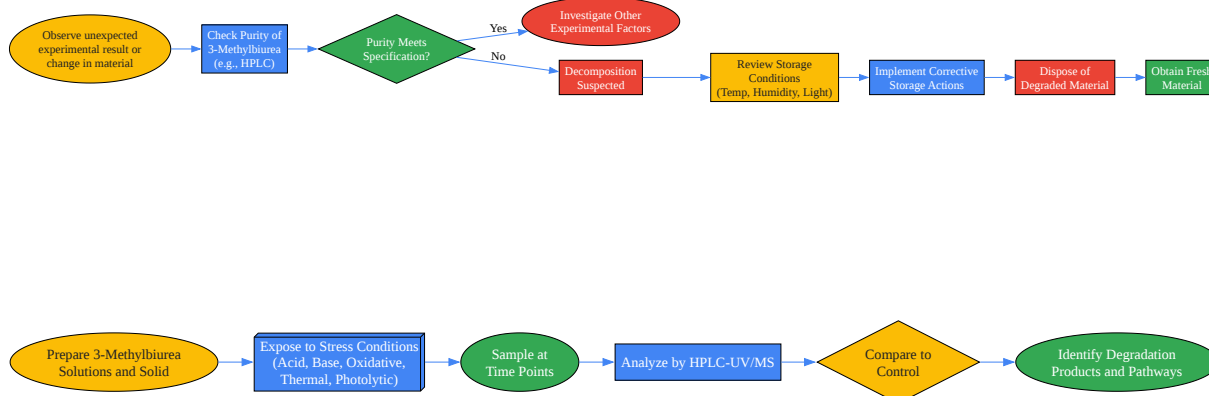 Observe unexpected
experimental result or
change in material
Check Purity of
3-Methylbiurea
(e.g., HPLC)
Purity Meets
Specification?
Yes
No
Investigate Other
Experimental Factors
Decomposition
Suspected
Review Storage
Conditions
(Temp, Humidity, Light)
Implement Corrective
Storage Actions
Dispose of
Degraded Material
Obtain Fresh
Material
Prepare 3-Methylbiurea
Solutions and Solid
Expose to Stress Conditions
(Acid, Base, Oxidative,
Thermal, Photolytic)
Sample at
Time Points
Analyze by HPLC-UV/MS
Compare to
Control
Identify Degradation
Products and Pathways